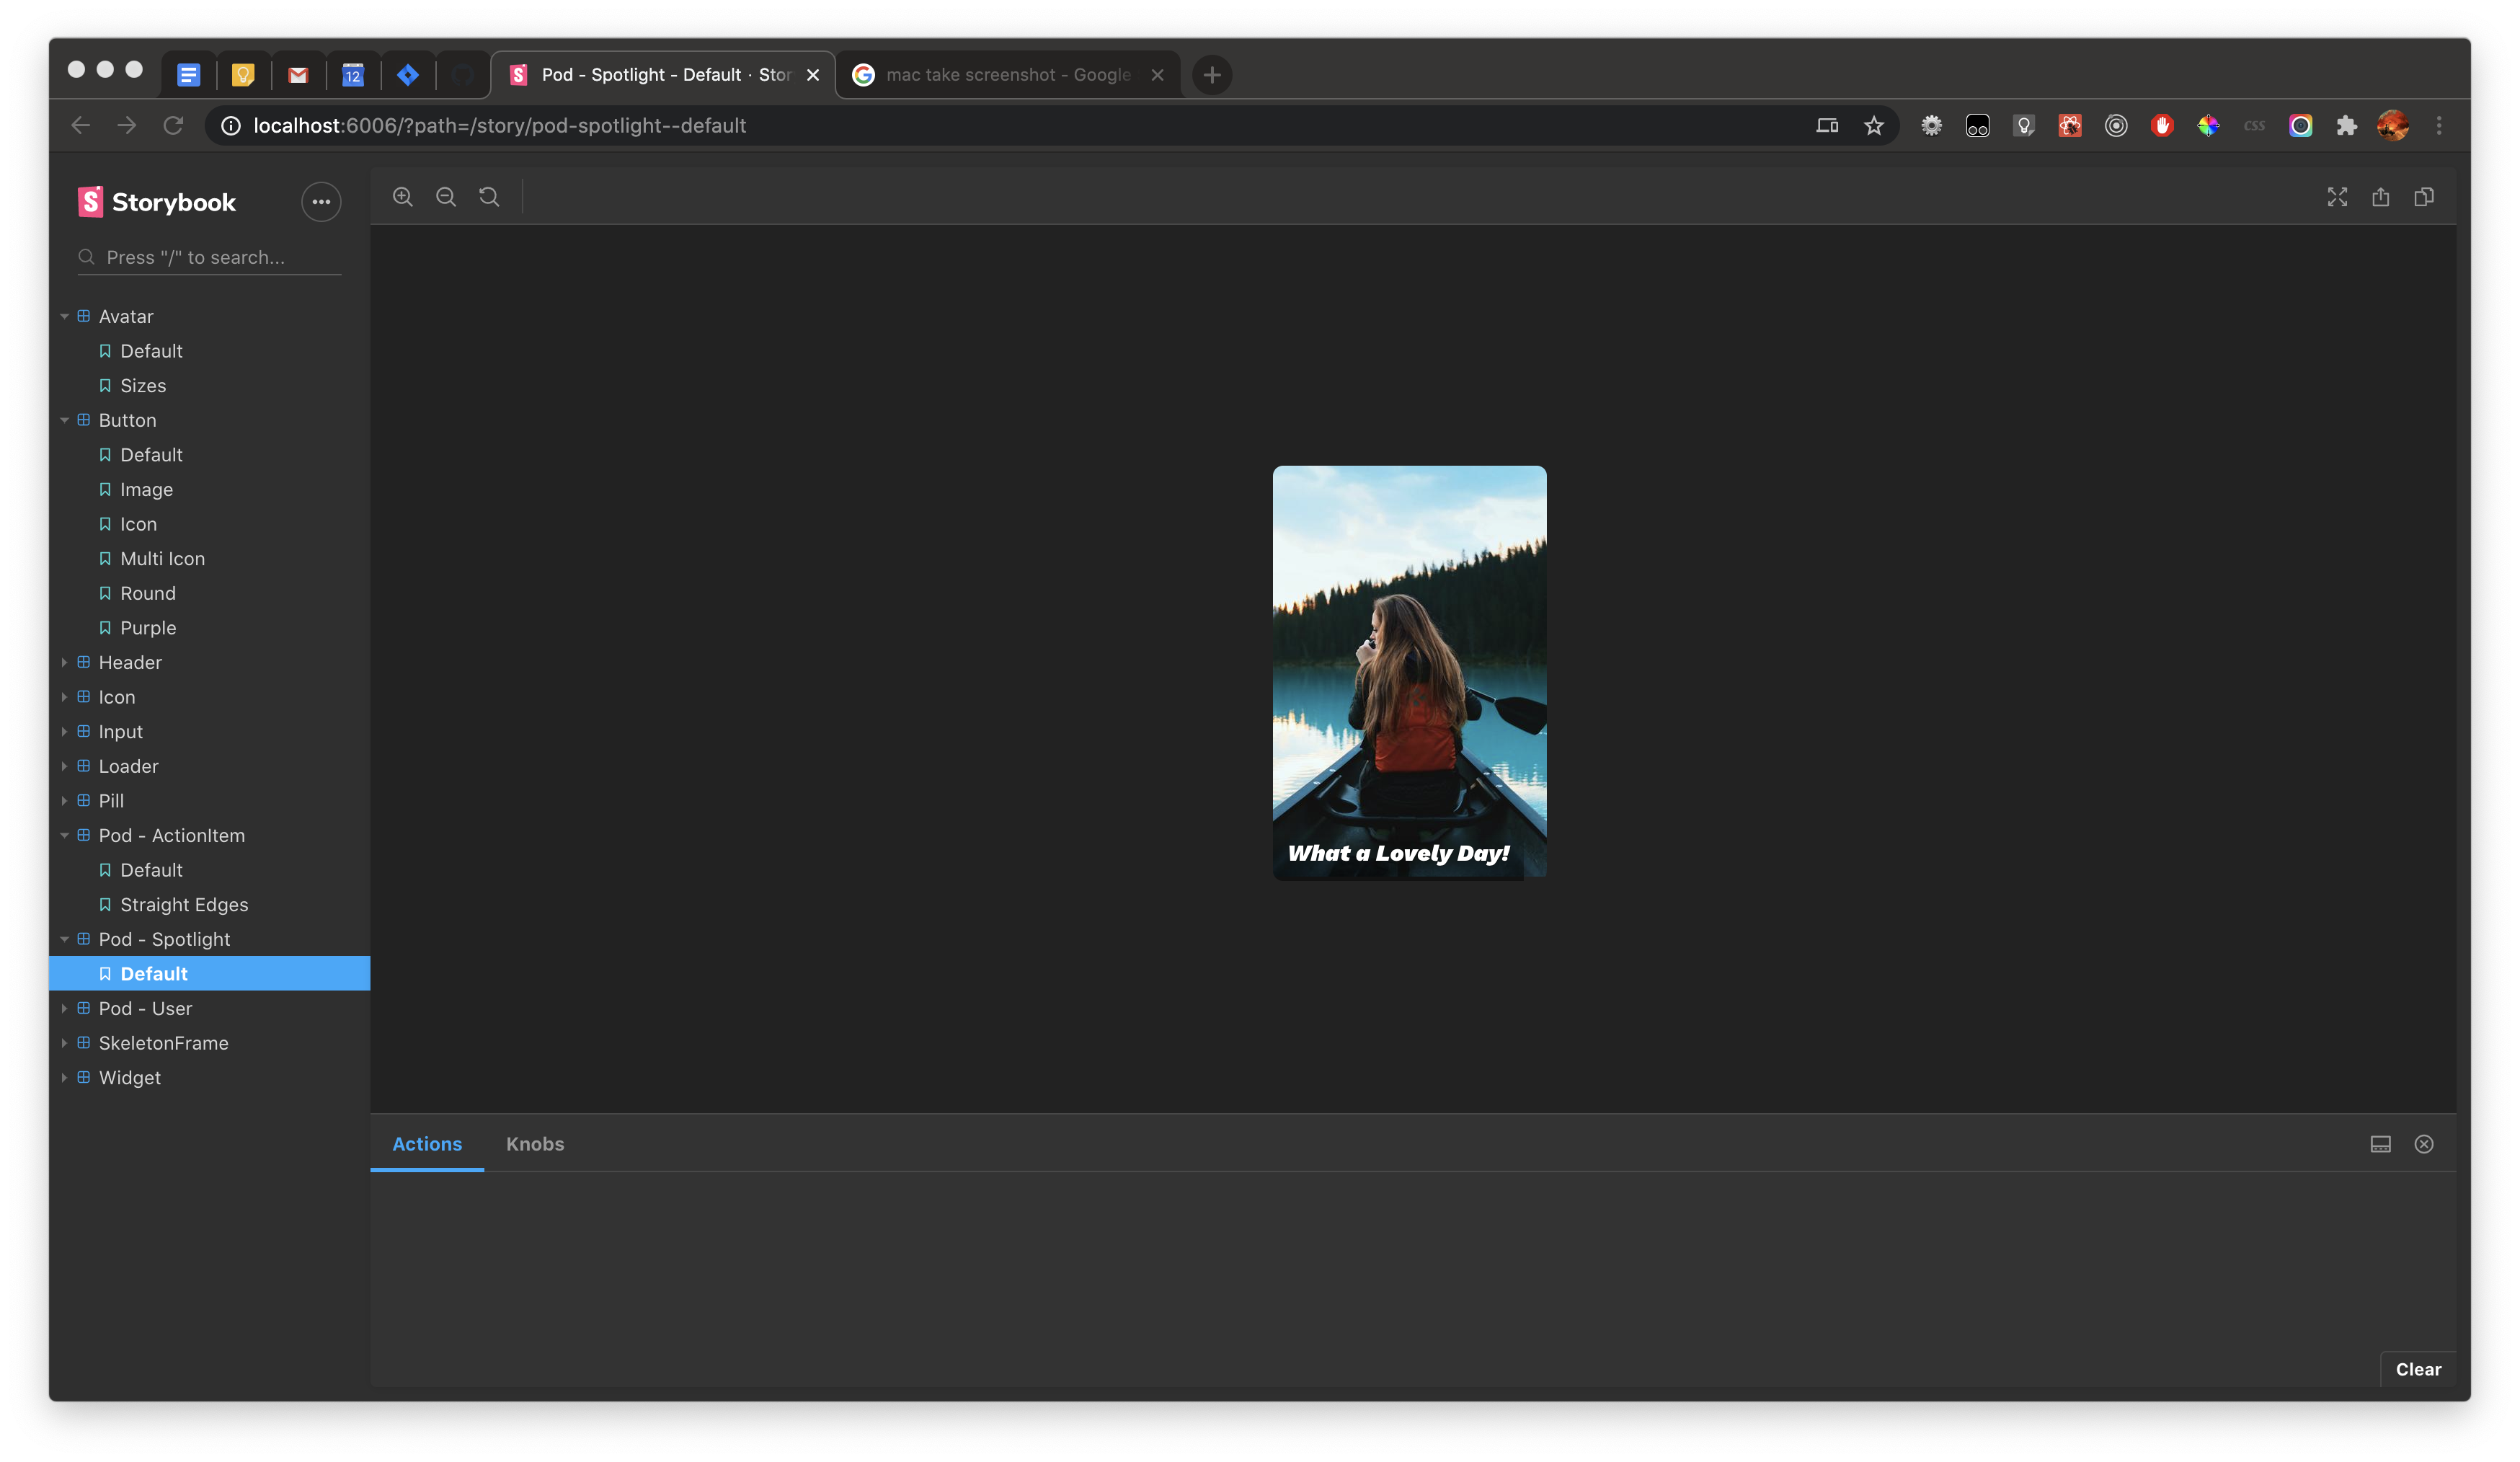 12
S
Pod - Spotlight - Default · Stor
G
mac take screenshot - Google
localhost:6006/?path=/story/pod-spotlight--default
css
S Storybook
Press "/" to search...
Avatar
Default
Sizes
Button
Default
Image
Icon
Multi Icon
Round
Purple
Header
Icon
Input
Loader
Pill
Pod - ActionItem
Default
Straight Edges
Pod - Spotlight
Default
Pod - User
SkeletonFrame
Widget
What a Lovely Day!
Actions
Knobs
Clear